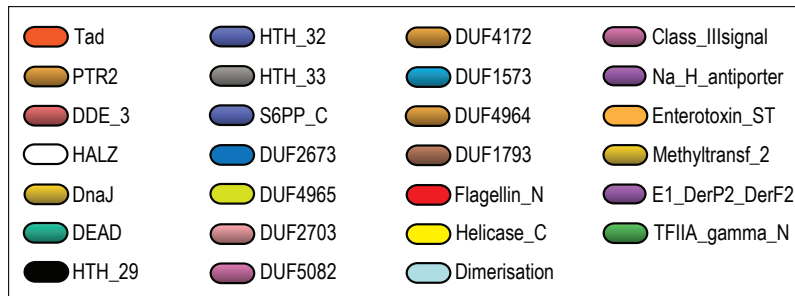 Tad
PTR2
DDE_3
HALZ
DnaJ
DEAD
HTH_29
HTH_32
HTH_33
S6PP_C
DUF2673
DUF4965
DUF2703
DUF5082
DUF4172
DUF1573
DUF4964
DUF1793
Flagellin_N
Helicase_C
Dimerisation
Class_IIIsignal
Na_H_antiporter
Enterotoxin_ST
Methyltransf_2
E1_DerP2_DerF2
TFIIA_gamma_N